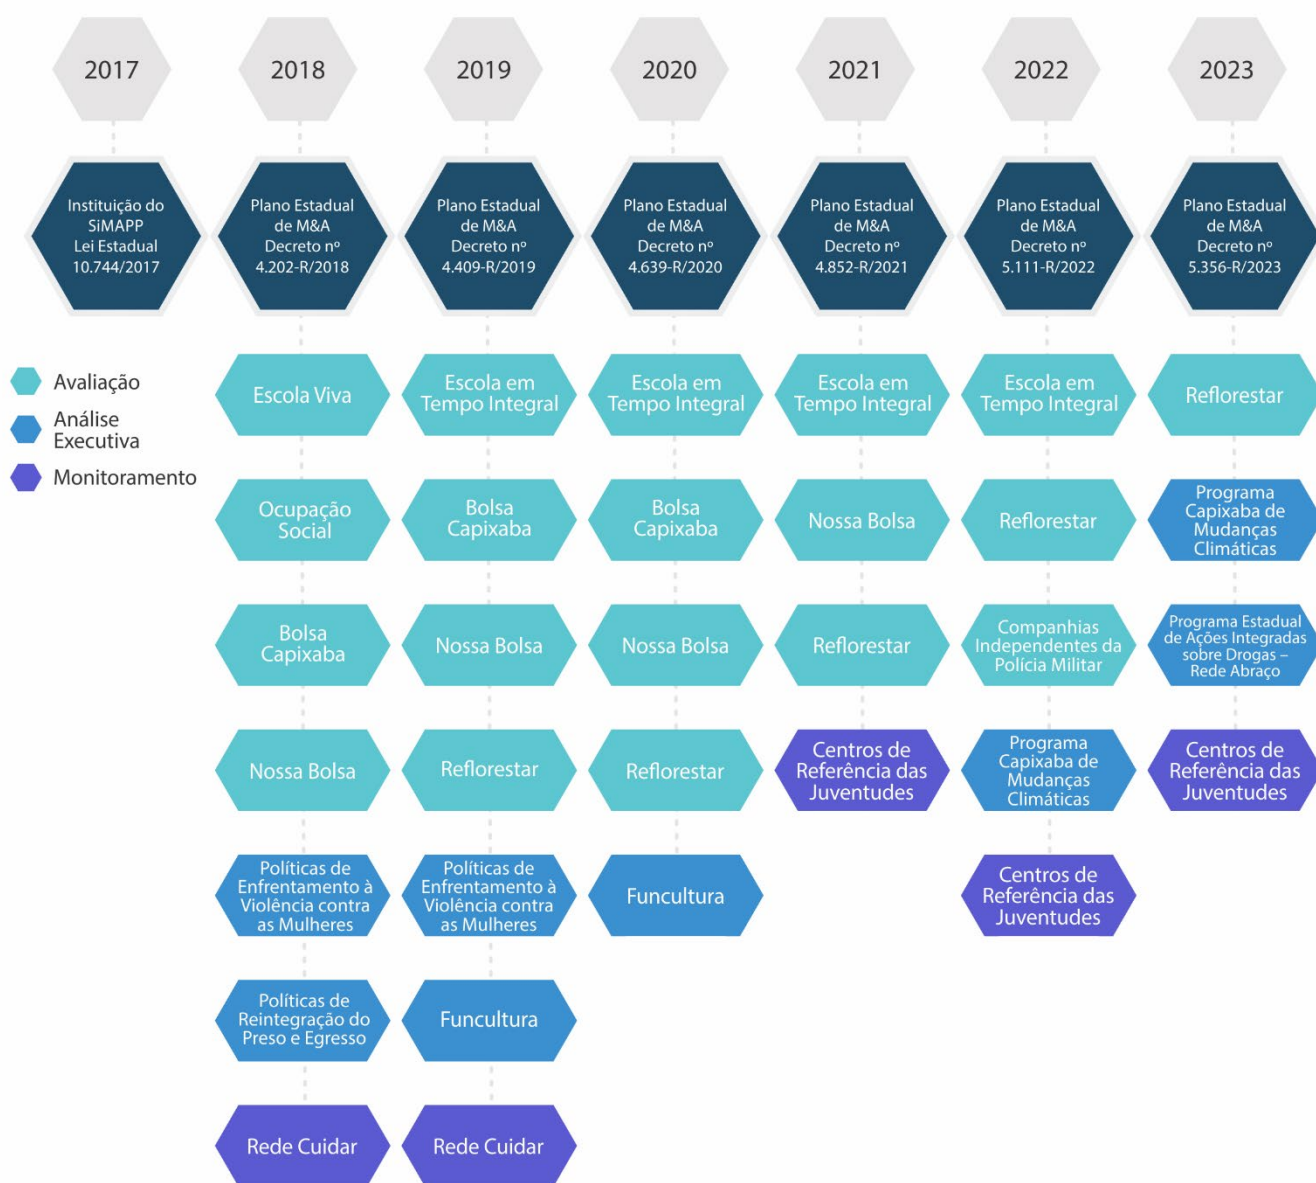 2017
2018
2019
2020
2021
2022
2023
Instituição do
SiMAPP
Lei Estadual
10.744/2017
Plano Estadual
de M&A
Decreto nº
4.202-R/2018
Plano Estadual
de M&A
Decreto nº
4.409-R/2019
Plano Estadual
de M&A
Decreto nº
4.639-R/2020
Plano Estadual
de M&A
Decreto nº
4.852-R/2021
Plano Estadual
de M&A
Decreto nº
5.111-R/2022
Plano Estadual
de M&A
Decreto nº
5.356-R/2023
Avaliação
Análise
Executiva
Monitoramento
Escola Viva
Escola em
Tempo Integral
Escola em
Tempo Integral
Escola em
Tempo Integral
Escola em
Tempo Integral
Reflorestar
Ocupação
Social
Bolsa
Capixaba
Bolsa
Capixaba
Nossa Bolsa
Reflorestar
Programa
Capixaba de
Mudanças
Climáticas
Bolsa
Capixaba
Nossa Bolsa
Nossa Bolsa
Reflorestar
Companhias
Independentes da
Polícia Militar
Programa Estadual
de Ações Integradas
sobre Drogas –
Rede Abraço
Nossa Bolsa
Reflorestar
Reflorestar
Centros de
Referência das
Juventudes
Programa
Capixaba de
Mudanças
Climáticas
Centros de
Referência das
Juventudes
Políticas de
Enfrentamento à
Violência contra
as Mulheres
Políticas de
Enfrentamento à
Violência contra
as Mulheres
Funcultura
Centros de
Referência das
Juventudes
Políticas de
Reintegração do
Preso e Egresso
Funcultura
Rede Cuidar
Rede Cuidar